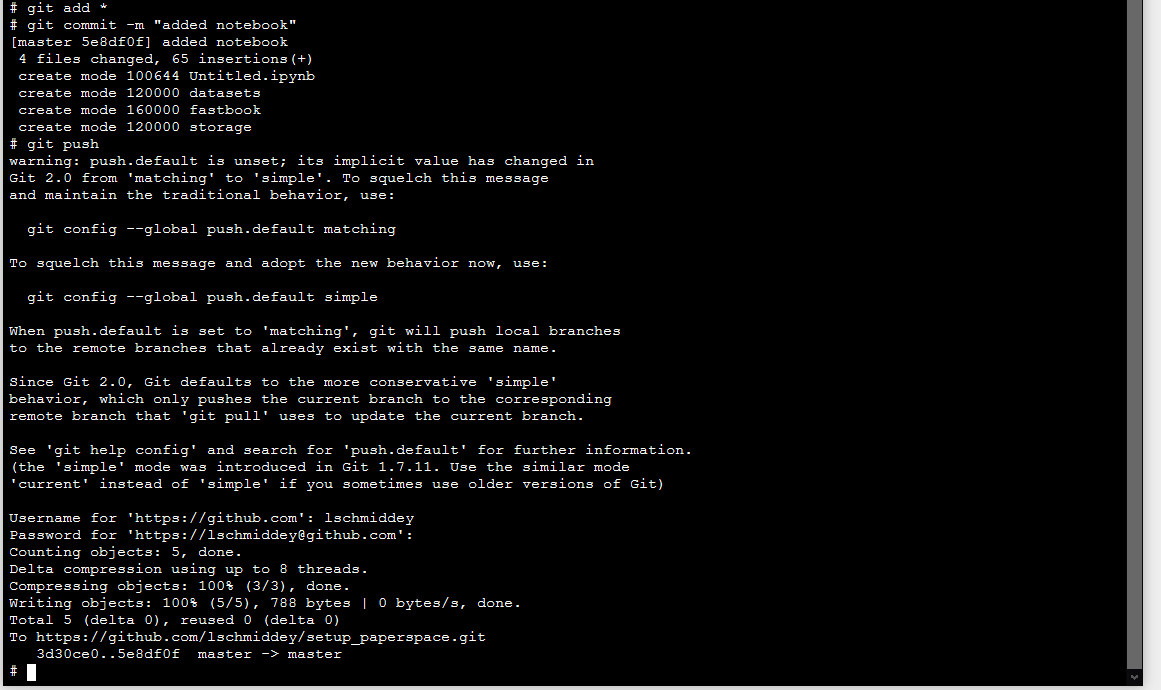 # git add *
# git commit -m "added notebook"
[master 5e8df0f] added notebook
 4 files changed, 65 insertions(+)
 create mode 100644 Untitled.ipynb
 create mode 120000 datasets
 create mode 160000 fastbook
 create mode 120000 storage
# git push
warning: push.default is unset; its implicit value has changed in
Git 2.0 from 'matching' to 'simple'. To squelch this message
and maintain the traditional behavior, use:

  git config --global push.default matching

To squelch this message and adopt the new behavior now, use:

  git config --global push.default simple

When push.default is set to 'matching', git will push local branches
to the remote branches that already exist with the same name.

Since Git 2.0, Git defaults to the more conservative 'simple'
behavior, which only pushes the current branch to the corresponding
remote branch that 'git pull' uses to update the current branch.

See 'git help config' and search for 'push.default' for further information.
(the 'simple' mode was introduced in Git 1.7.11. Use the similar mode
'current' instead of 'simple' if you sometimes use older versions of Git)

Username for 'https://github.com': lschmiddey
Password for 'https://lschmiddey@github.com':
Counting objects: 5, done.
Delta compression using up to 8 threads.
Compressing objects: 100% (3/3), done.
Writing objects: 100% (5/5), 788 bytes | 0 bytes/s, done.
Total 5 (delta 0), reused 0 (delta 0)
To https://github.com/lschmiddey/setup_paperspace.git
   3d30ce0..5e8df0f  master -> master
#